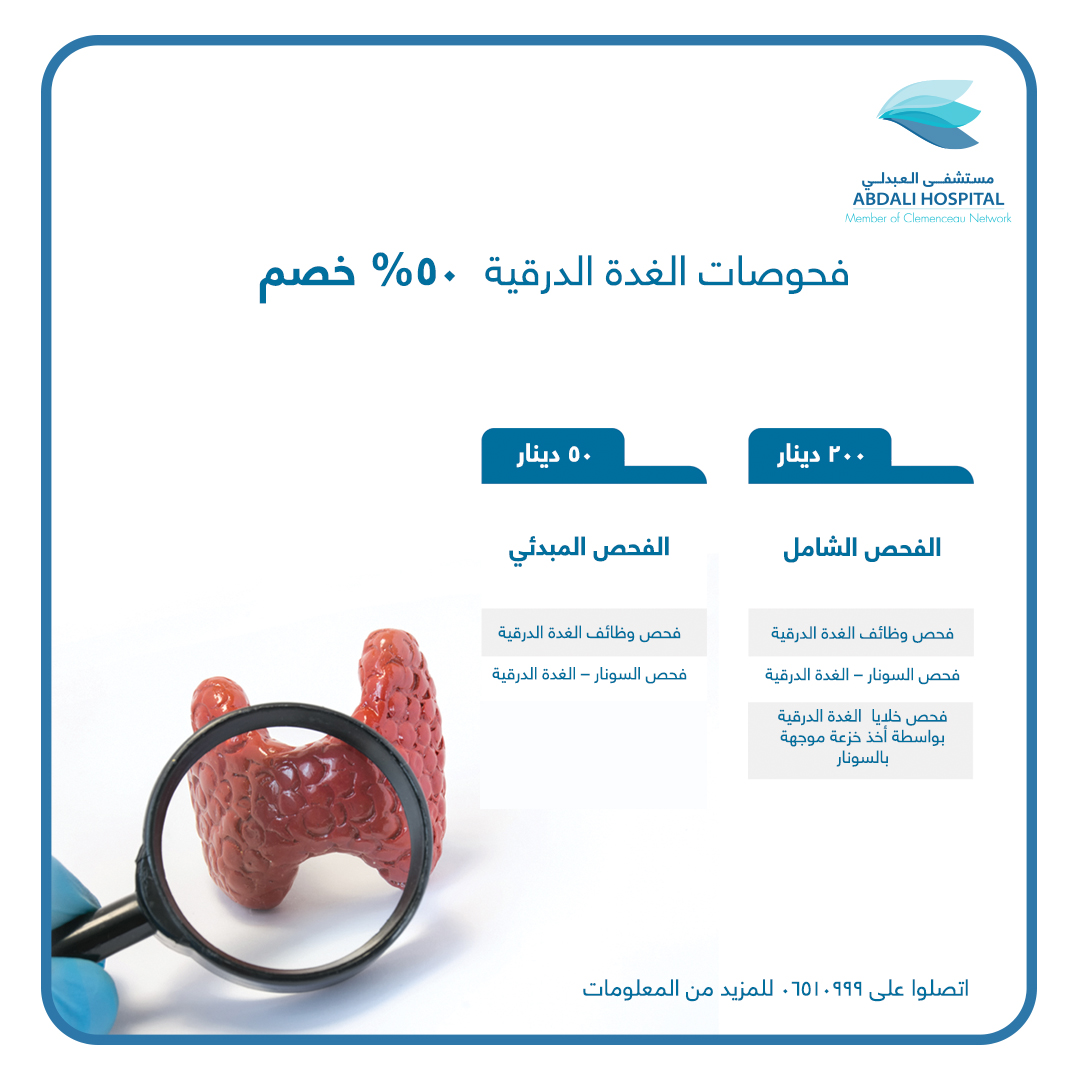 مستشفى العبدلي
ABDALI HOSPITAL
Member of Clemenceau Network
فحوصات الغدة الدرقية ٥٠% خصم
٢٠٠ دينار
الفحص الشامل
فحص وظائف الغدة الدرقية
فحص السونار – الغدة الدرقية
فحص خلايا الغدة الدرقية
بواسطة أخذ خزعة موجهة
بالسونار
٥٠ دينار
الفحص المبدئي
فحص وظائف الغدة الدرقية
فحص السونار – الغدة الدرقية
اتصلوا على ٠٦٥١٠٩٩٩ للمزيد من المعلومات